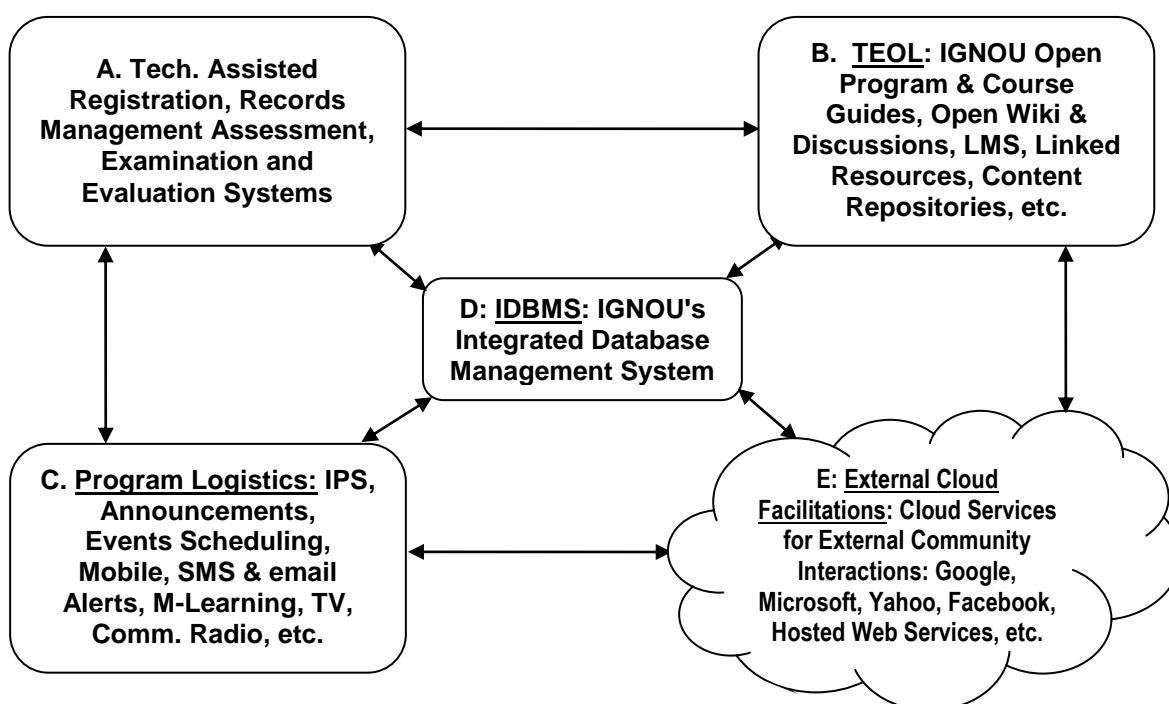 A. Tech. Assisted
Registration, Records
Management Assessment,
Examination and
Evaluation Systems
B. TEOL: IGNOU Open
Program & Course
Guides, Open Wiki &
Discussions, LMS, Linked
Resources, Content
Repositories, etc.
D: IDBMS: IGNOU's
Integrated Database
Management System
C. Program Logistics: IPS,
Announcements,
Events Scheduling,
Mobile, SMS & email
Alerts, M-Learning, TV,
Comm. Radio, etc.
E: External Cloud
Facilitations: Cloud Services
for External Community
Interactions: Google,
Microsoft, Yahoo, Facebook,
Hosted Web Services, etc.